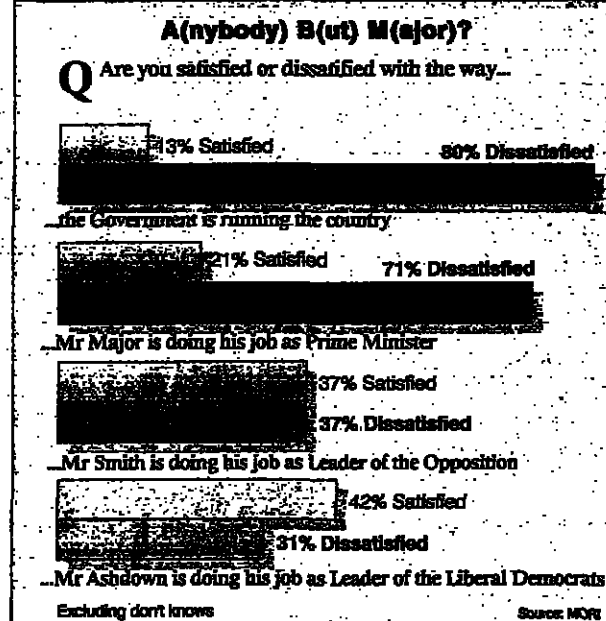 A(nybody) B(ut) M(ajor)?
Q Are you satisfied or dissatified with the way...
13% Satisfied
80% Dissatisfied
...the Government is running the country
21% Satisfied
71% Dissatisfied
...Mr Major is doing his job as Prime Minister
37% Satisfied
37% Dissatisfied
...Mr Smith is doing his job as Leader of the Opposition
42% Satisfied
31% Dissatisfied
...Mr Ashdown is doing his job as Leader of the Liberal Democrats
Excluding don't knows
Source: MORI